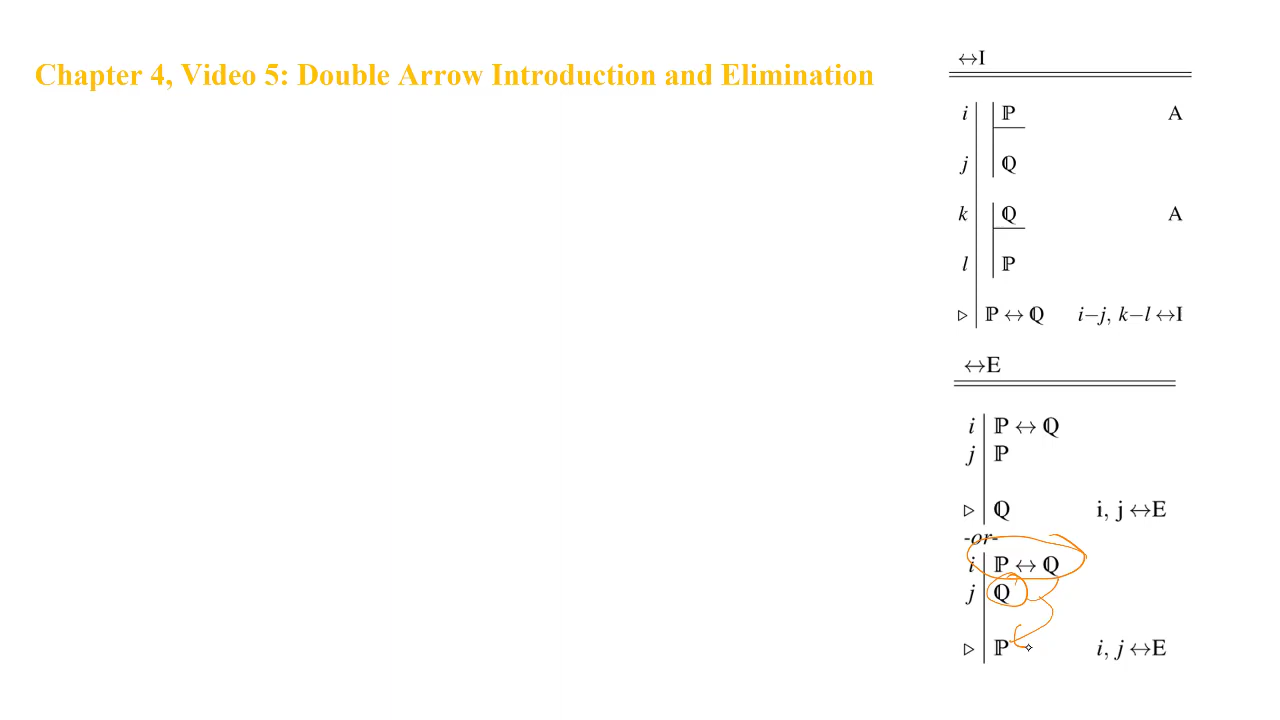 Chapter 4, Video 5: Double Arrow Introduction and Elimination
↔I
i ℙ A
j ℚ
k ℚ A
l ℙ
▷ ℙ ↔ ℚ i–j, k–l ↔I
↔E
i ℙ ↔ ℚ
j ℙ
▷ ℚ i, j ↔E
-or-
i ℙ ↔ ℚ
j ℚ
▷ ℙ i, j ↔E